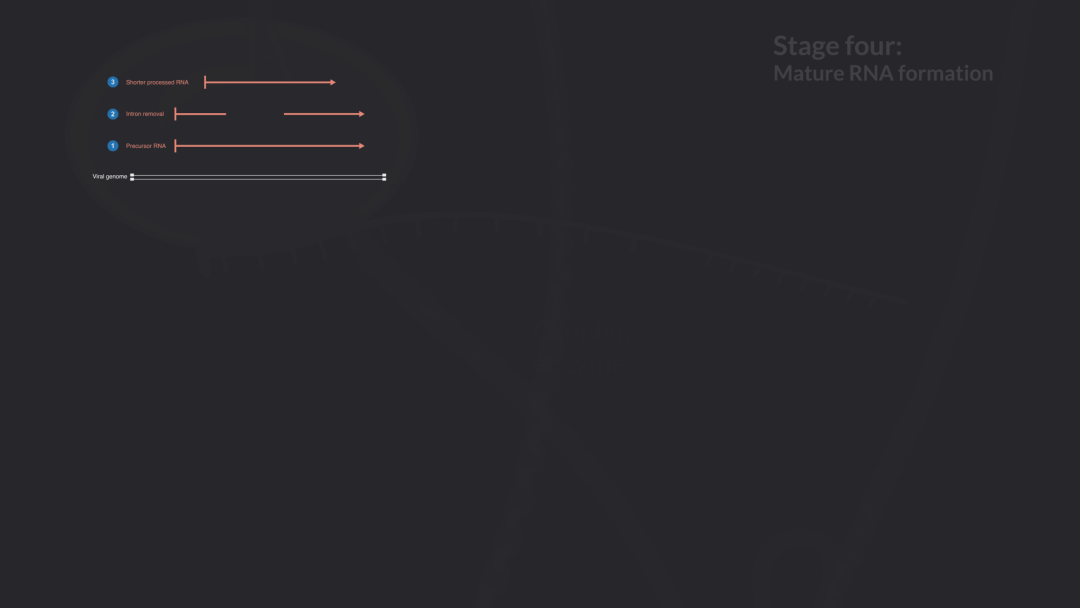 Stage four:
Mature RNA formation
3 Shorter processed RNA
2 Intron removal
1 Precursor RNA
Viral genome